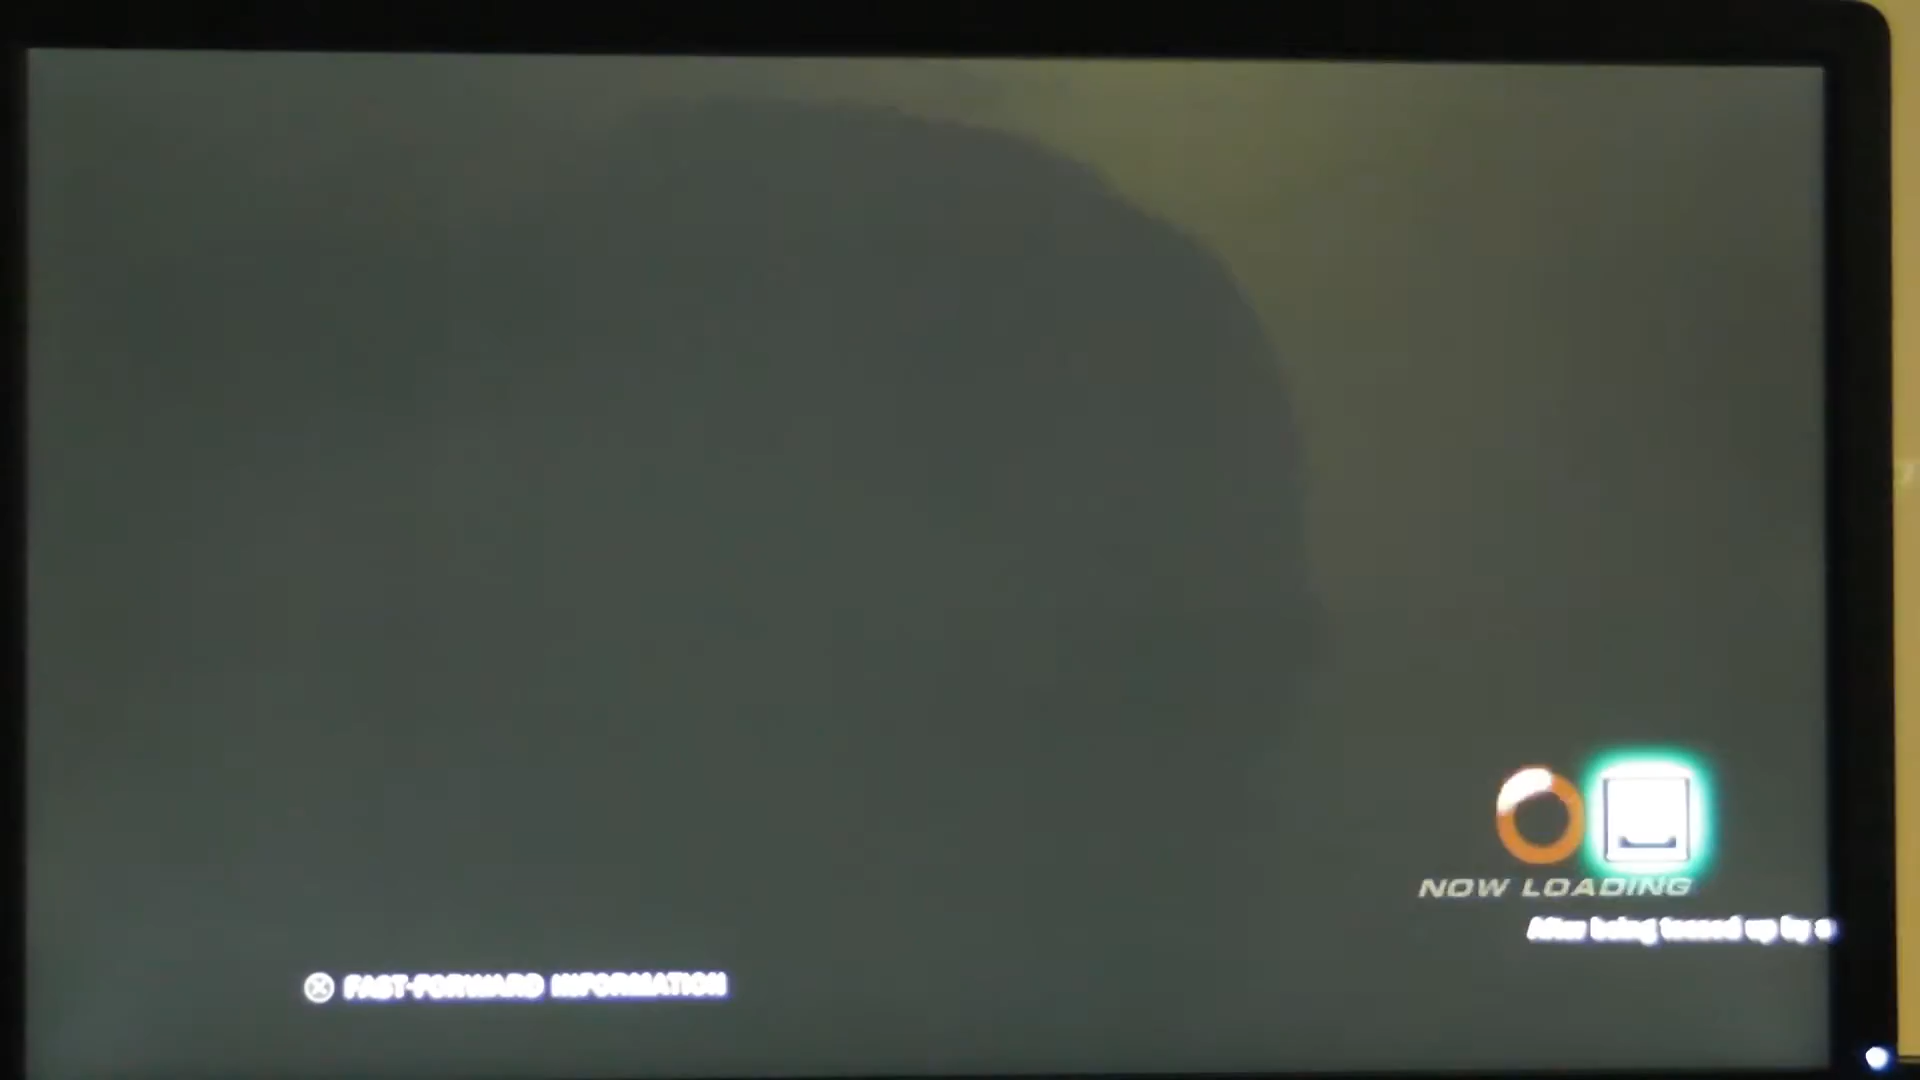 NOW LOADING
After being tossed up by a
FAST-FORWARD INFORMATION